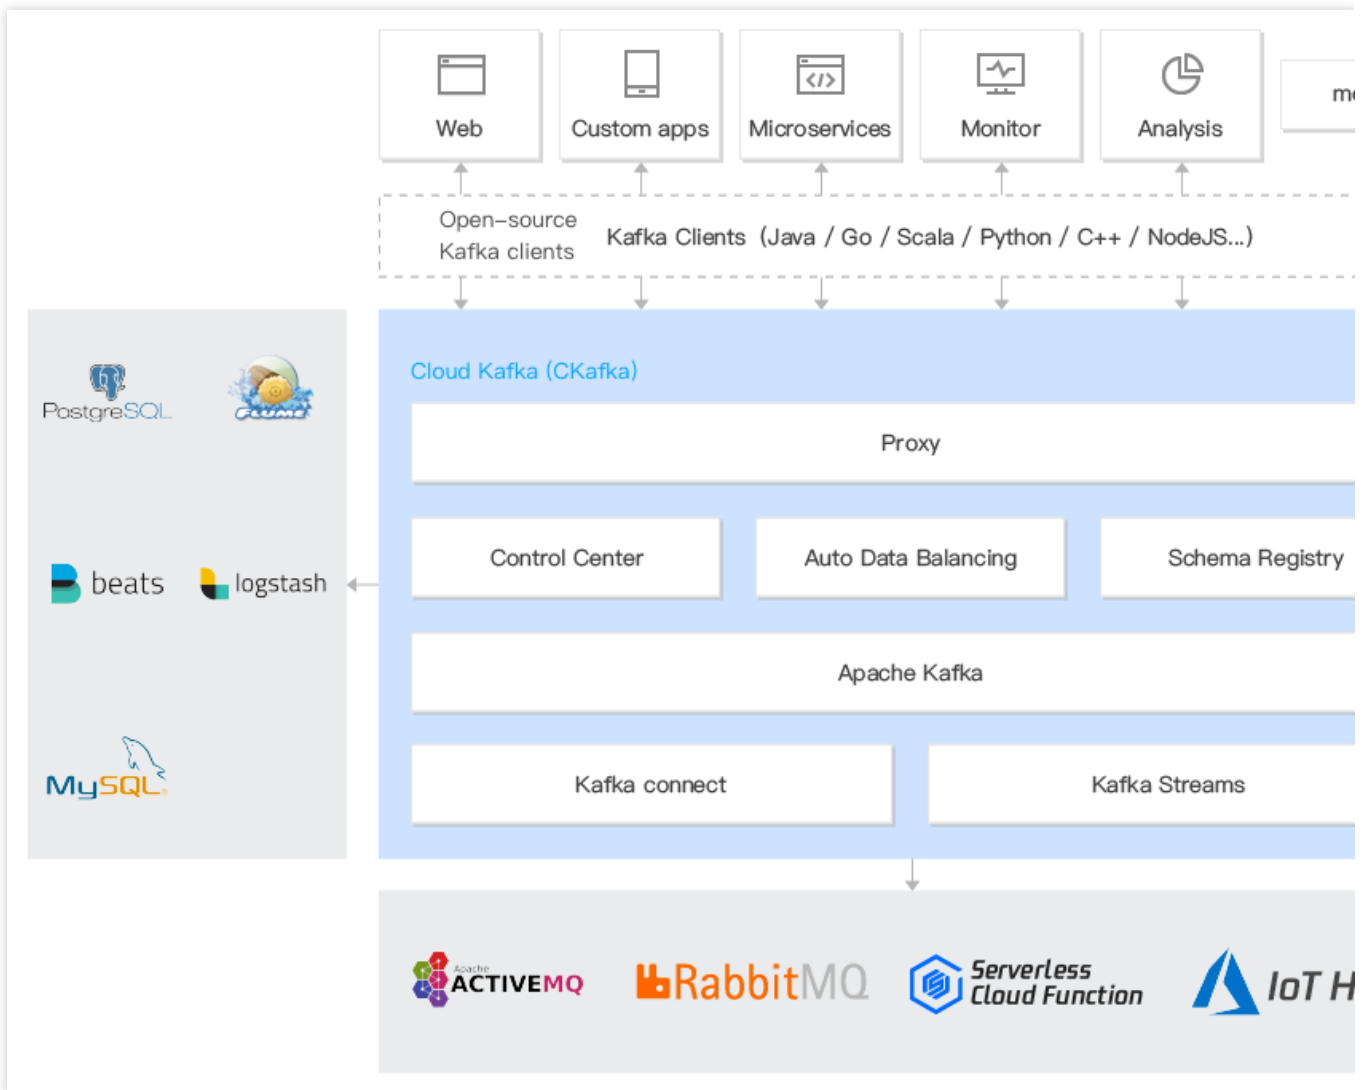 Web
Custom apps
Microservices
Monitor
Analysis
Open-source
Kafka clients
Kafka Clients (Java / Go / Scala / Python / C++ / NodeJS...)
PostgreSQL
FLUME
Cloud Kafka (CKafka)
Proxy
Control Center
Auto Data Balancing
Schema Registry
beats
logstash
Apache Kafka
MySQL
Kafka connect
Kafka Streams
Apache
ACTIVEMQ
RabbitMQ
Serverless
Cloud Function
IoT